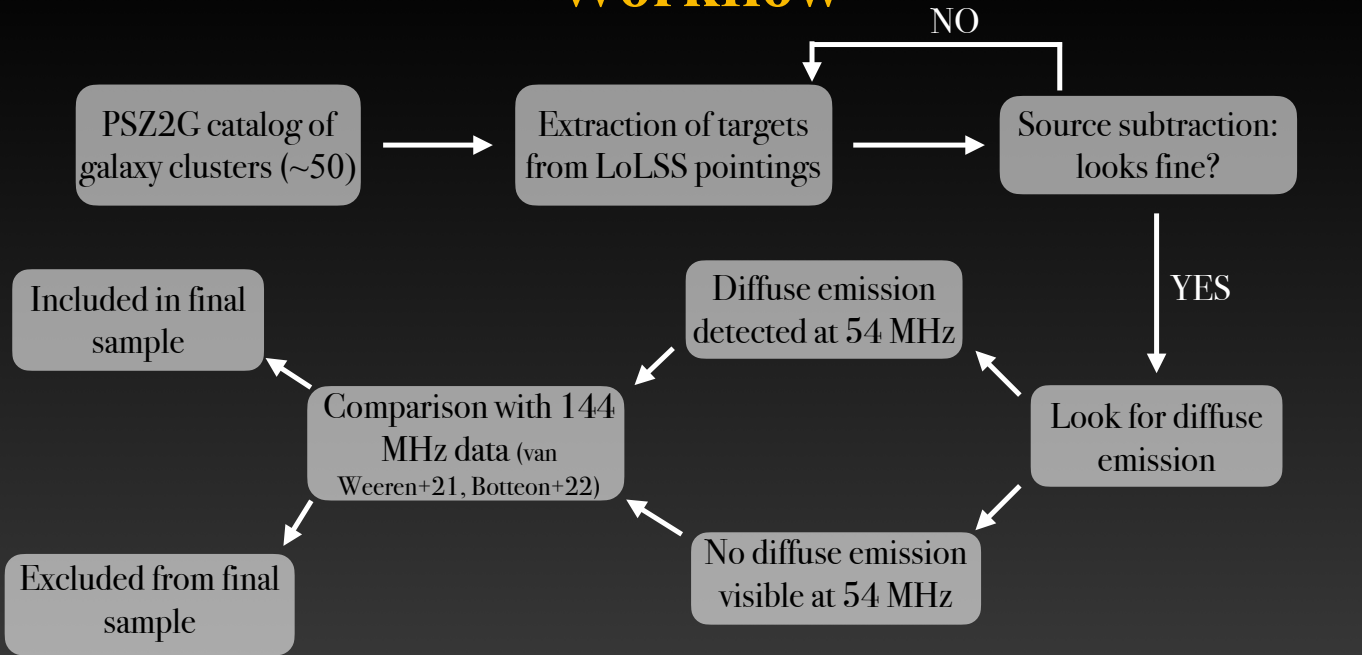 Workflow
NO
PSZ2G catalog of
galaxy clusters (~50)
Extraction of targets
from LoLSS pointings
Source subtraction:
looks fine?
YES
Look for diffuse
emission
Diffuse emission
detected at 54 MHz
No diffuse emission
visible at 54 MHz
Comparison with 144
MHz data (van
Weeren+21, Botteon+22)
Included in final
sample
Excluded from final
sample